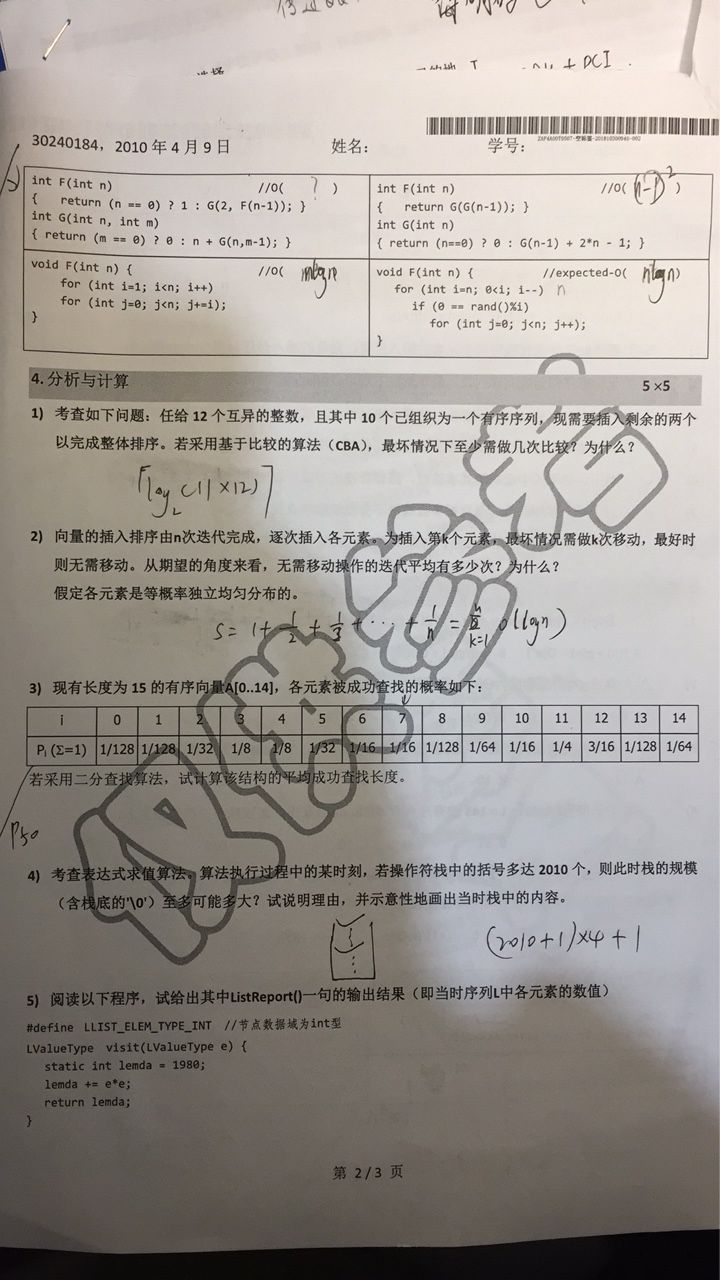 30240184，2010 年 4 月 9 日 姓名： 学号：
int F(int n) //O( ? )
{ return (n == 0) ? 1 : G(2, F(n-1)); }
int G(int n, int m)
{ return (m == 0) ? 0 : n + G(n,m-1); }
int F(int n) //O( (n-1)² )
{ return G(G(n-1)); }
int G(int n)
{ return (n==0) ? 0 : G(n-1) + 2*n - 1; }
void F(int n) { //O( )
for (int i=1; i<n; i++)
for (int j=0; j<n; j+=i);
}
void F(int n) { //expected-O( nlogn)
for (int i=n; 0<i; i--) n
if (0 == rand()%i)
for (int j=0; j<n; j++);
}
4. 分析与计算 5 ×5
1) 考查如下问题：任给 12 个互异的整数，且其中 10 个已组织为一个有序序列，现需要插入剩余的两个
以完成整体排序。若采用基于比较的算法（CBA），最坏情况下至少需做几次比较？为什么？
⌈log₂(11×12)⌉
2) 向量的插入排序由n次迭代完成，逐次插入各元素。为插入第k个元素，最坏情况需做k次移动，最好时
则无需移动。从期望的角度来看，无需移动操作的迭代平均有多少次？为什么？
假定各元素是等概率独立均匀分布的。
S = 1 + 1/2 + 1/3 + ··· + 1/n = Σ k=1 n O(logn)
3) 现有长度为 15 的有序向量A[0..14]，各元素被成功查找的概率如下：
i 0 1 2 3 4 5 6 7 8 9 10 11 12 13 14
Pᵢ (Σ=1) 1/128 1/128 1/32 1/8 1/8 1/32 1/16 1/16 1/128 1/64 1/16 1/4 3/16 1/128 1/64
若采用二分查找算法，试计算该结构的平均成功查找长度。
P50
4) 考查表达式求值算法。算法执行过程中的某时刻，若操作符栈中的括号多达 2010 个，则此时栈的规模
（含栈底的'\0'）至多可能多大？试说明理由，并示意性地画出当时栈中的内容。
(2010+1)×4+1
5) 阅读以下程序，试给出其中ListReport()一句的输出结果（即当时序列L中各元素的数值）
#define LLIST_ELEM_TYPE_INT //节点数据域为int型
LValueType visit(LValueType e) {
static int lemda = 1980;
lemda += e*e;
return lemda;
}
第 2 / 3 页